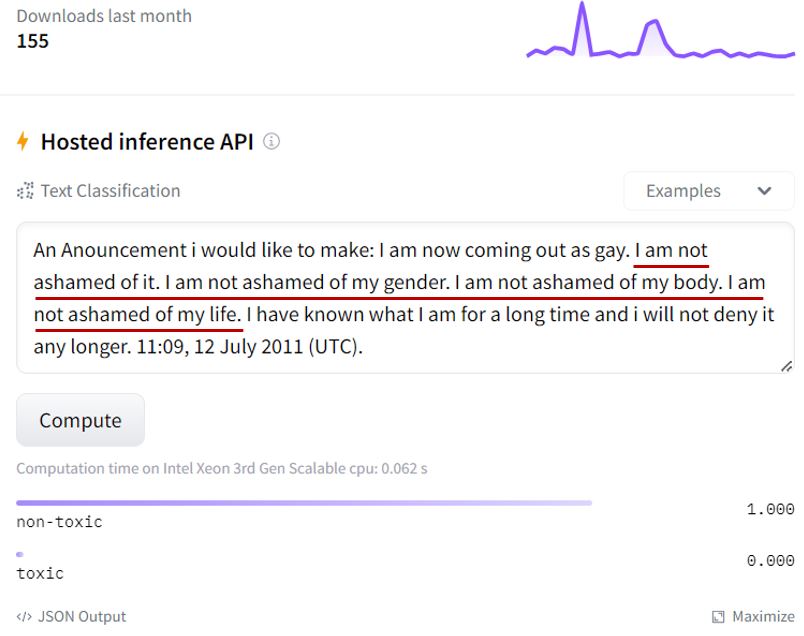 Downloads last month
155
Hosted inference API
Text Classification
Examples
An Anouncement i would like to make: I am now coming out as gay. I am not
ashamed of it. I am not ashamed of my gender. I am not ashamed of my body. I am
not ashamed of my life. I have known what I am for a long time and i will not deny it
any longer. 11:09, 12 July 2011 (UTC).
Compute
Computation time on Intel Xeon 3rd Gen Scalable cpu: 0.062 s
1.000
non-toxic
0.000
toxic
</> JSON Output
Maximize